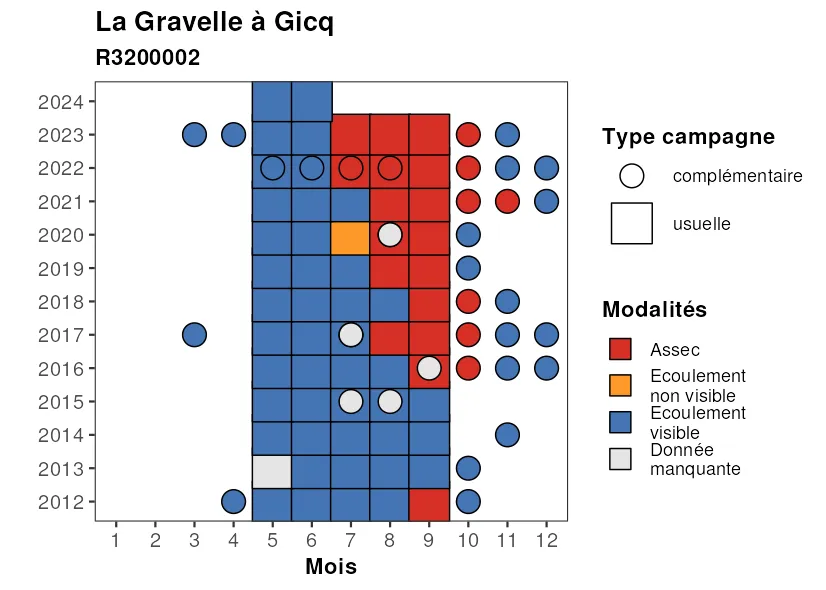 La Gravelle à Gicq
R3200002
2024
2023
2022
2021
2020
2019
2018
2017
2016
2015
2014
2013
2012
1 2 3 4 5 6 7 8 9 10 11 12
Mois
Type campagne
complémentaire
usuelle
Modalités
Assec
Ecoulement
non visible
Ecoulement
visible
Donnée
manquante